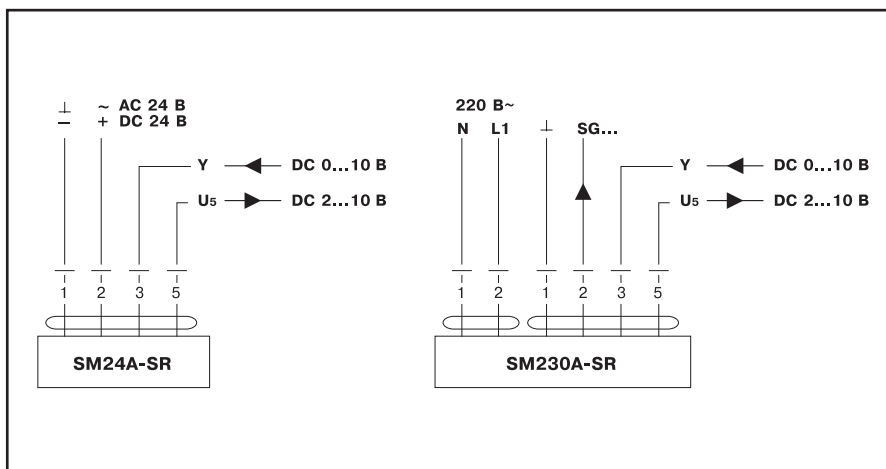 ⊥ ~ AC 24 В
– + DC 24 В
Y DC 0...10 В
U5 DC 2...10 В
1 2 3 5
SM24A-SR
220 В~
N L1 ⊥ SG...
Y DC 0...10 В
U5 DC 2...10 В
1 2 1 2 3 5
SM230A-SR